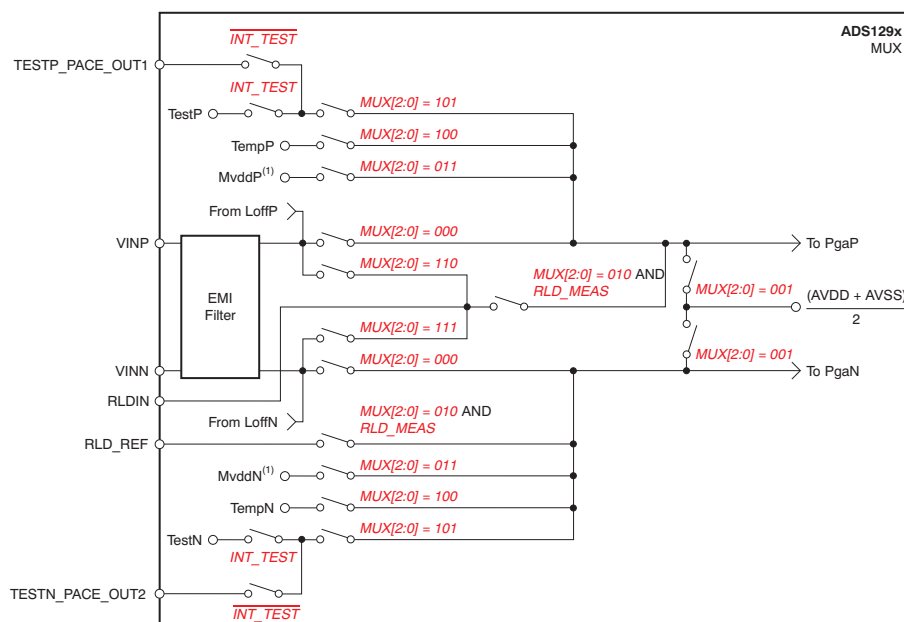 ADS129x
MUX
INT_TEST
TESTP_PACE_OUT1
INT_TEST
TestP
MUX[2:0] = 101
TempP
MUX[2:0] = 100
MvddP(1)
MUX[2:0] = 011
From LoffP
VINP
MUX[2:0] = 000
To PgaP
MUX[2:0] = 110
EMI
Filter
MUX[2:0] = 010 AND
RLD_MEAS
MUX[2:0] = 001
(AVDD + AVSS)
2
MUX[2:0] = 111
MUX[2:0] = 001
VINN
MUX[2:0] = 000
To PgaN
RLDIN
From LoffN
MUX[2:0] = 010 AND
RLD_MEAS
RLD_REF
MvddN(1)
MUX[2:0] = 011
TempN
MUX[2:0] = 100
TestN
MUX[2:0] = 101
INT_TEST
TESTN_PACE_OUT2
INT_TEST